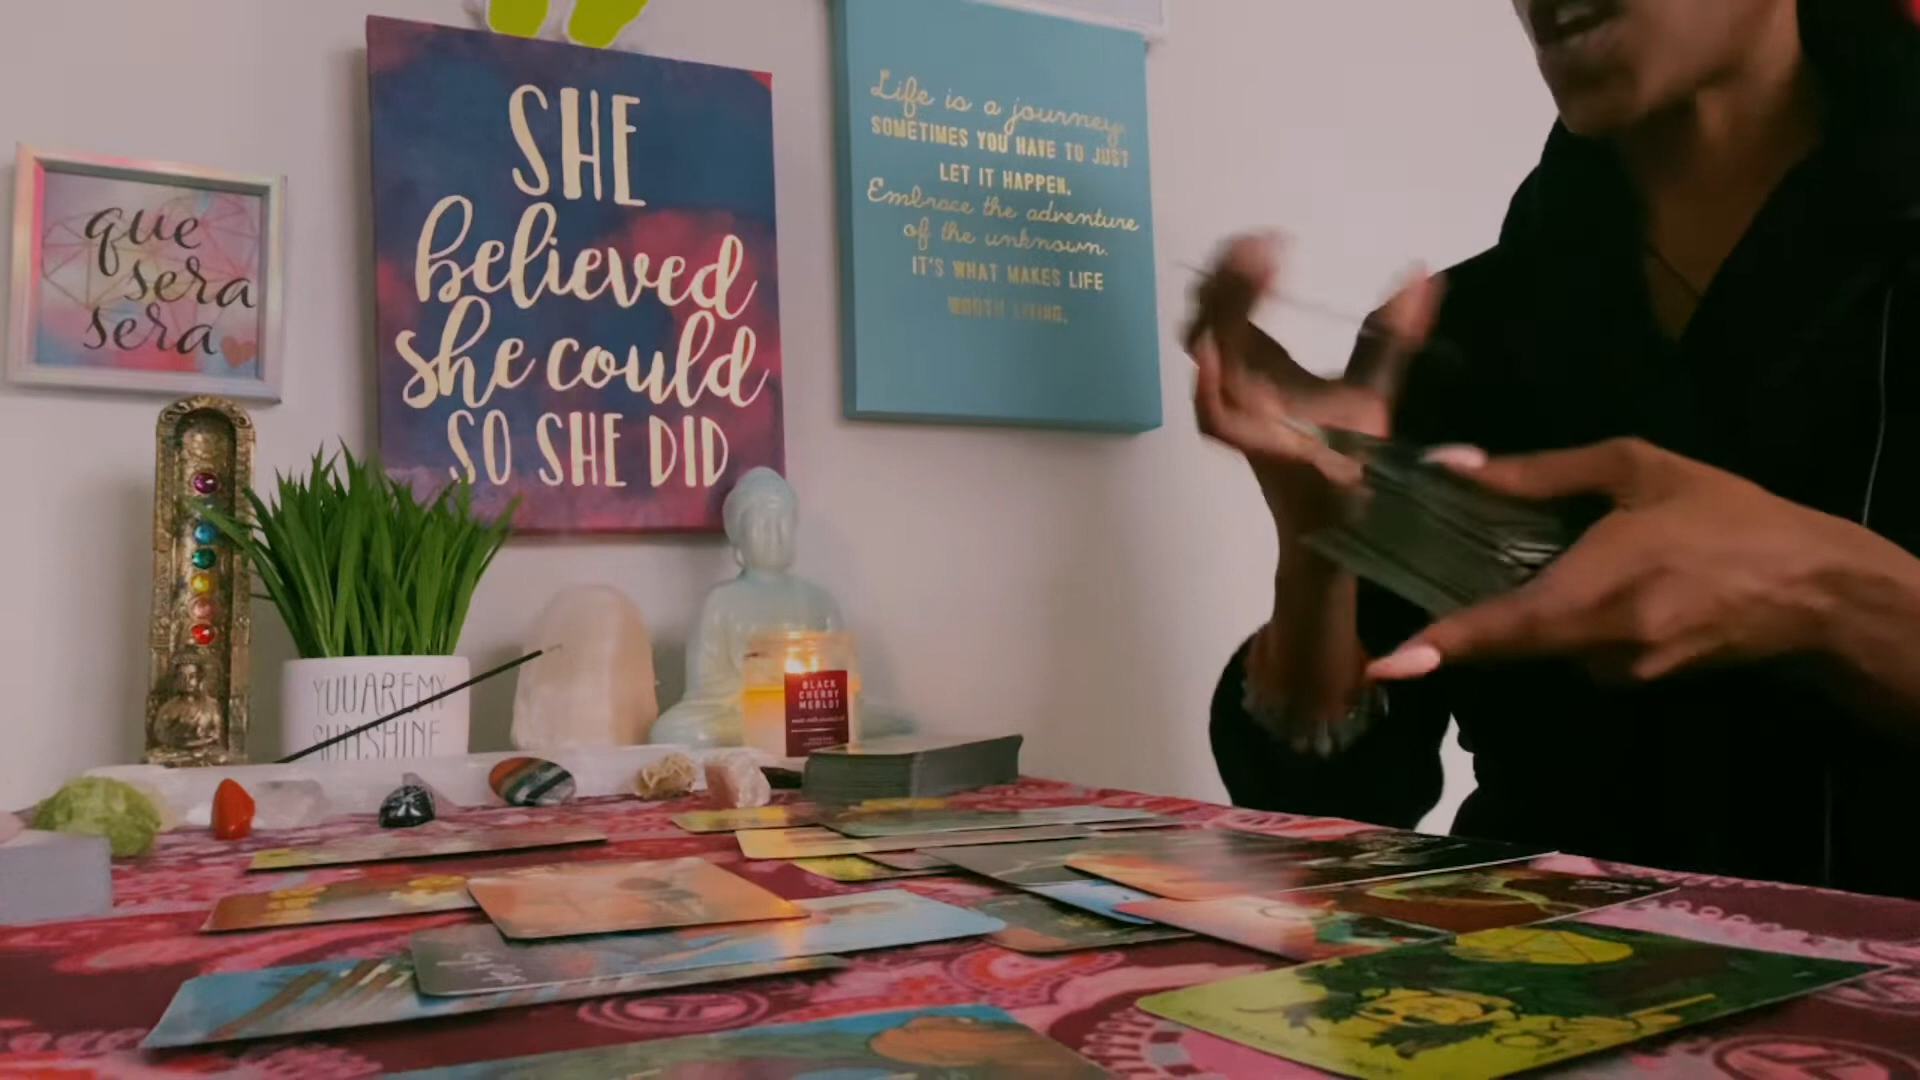 que
sera
sera
SHE
believed
she could
SO SHE DID
Life is a journey,
SOMETIMES YOU HAVE TO JUST
LET IT HAPPEN.
Embrace the adventure
of the unknown.
IT'S WHAT MAKES LIFE
WORTH LIVING.
YOU ARE MY
SUNSHINE
BLACK
CHERRY
MERLOT